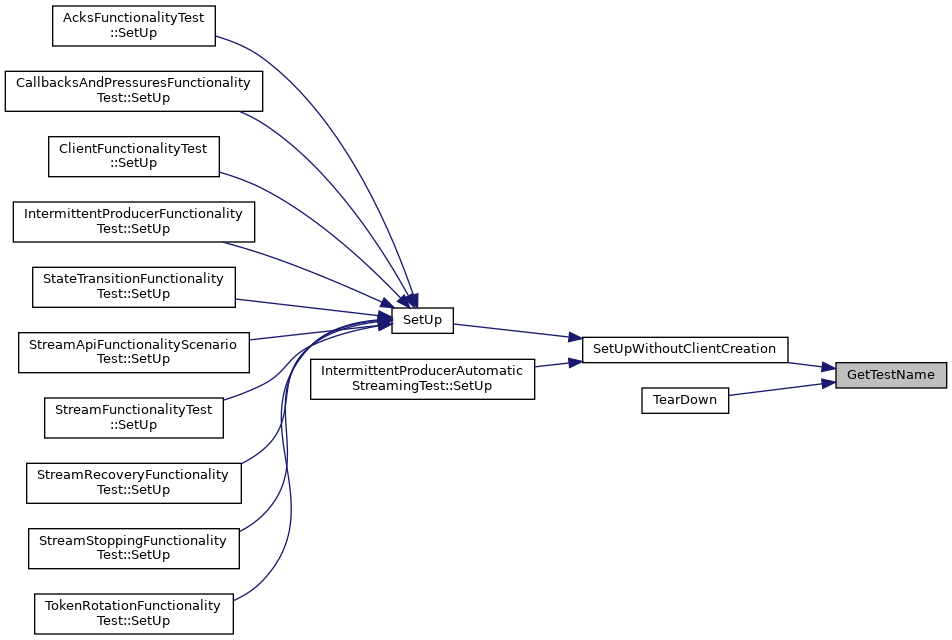 AcksFunctionalityTest
::SetUp
CallbacksAndPressuresFunctionality
Test::SetUp
ClientFunctionalityTest
::SetUp
IntermittentProducerFunctionality
Test::SetUp
StateTransitionFunctionality
Test::SetUp
StreamApiFunctionalityScenario
Test::SetUp
StreamFunctionalityTest
::SetUp
StreamRecoveryFunctionality
Test::SetUp
StreamStoppingFunctionality
Test::SetUp
TokenRotationFunctionality
Test::SetUp
SetUp
IntermittentProducerAutomatic
StreamingTest::SetUp
SetUpWithoutClientCreation
TearDown
GetTestName